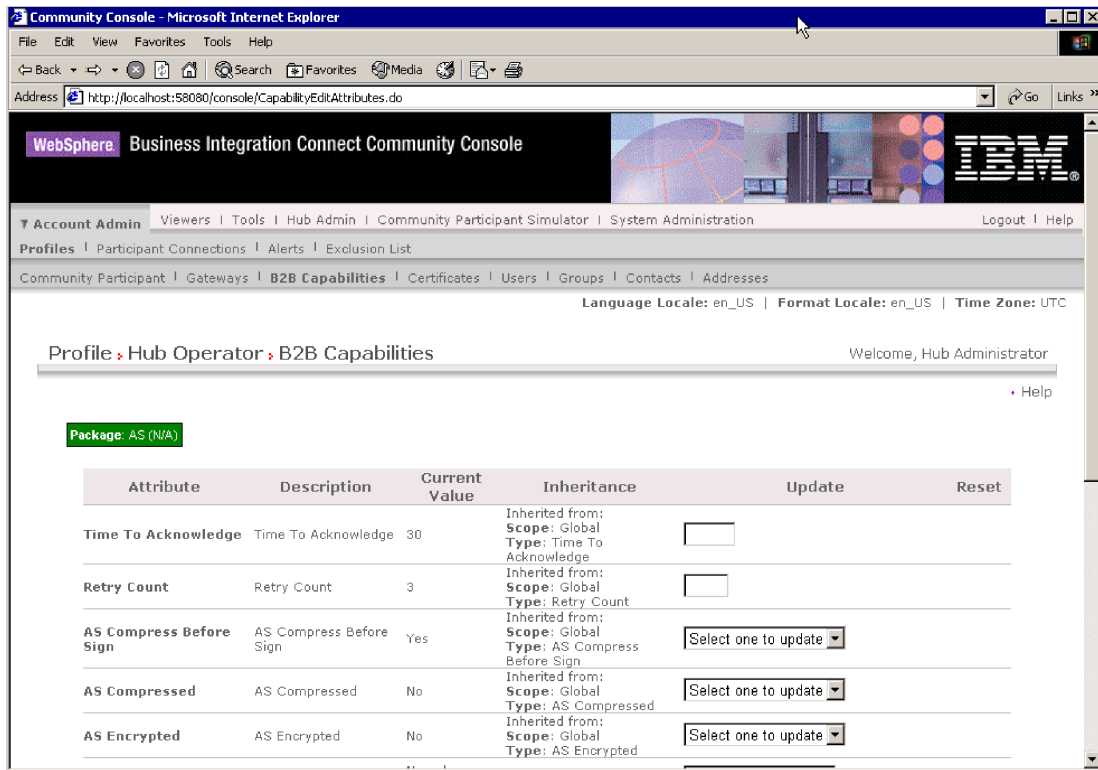 Community Console - Microsoft Internet Explorer
File Edit View Favorites Tools Help
Back Search Favorites Media
Address http://localhost:58080/console/CapabilityEditAttributes.do Go Links »
WebSphere. Business Integration Connect Community Console IBM®
Account Admin Viewers | Tools | Hub Admin | Community Participant Simulator | System Administration Logout | Help
Profiles | Participant Connections | Alerts | Exclusion List
Community Participant | Gateways | B2B Capabilities | Certificates | Users | Groups | Contacts | Addresses
Language Locale: en_US | Format Locale: en_US | Time Zone: UTC
Profile › Hub Operator › B2B Capabilities Welcome, Hub Administrator
• Help
Package: AS (N/A)
Attribute Description Current Value Inheritance Update Reset
Time To Acknowledge Time To Acknowledge 30 Inherited from:
Scope: Global
Type: Time To
Acknowledge
Retry Count Retry Count 3 Inherited from:
Scope: Global
Type: Retry Count
AS Compress Before Sign AS Compress Before Sign Yes Inherited from:
Scope: Global
Type: AS Compress
Before Sign
Select one to update
AS Compressed AS Compressed No Inherited from:
Scope: Global
Type: AS Compressed
Select one to update
AS Encrypted AS Encrypted No Inherited from:
Scope: Global
Type: AS Encrypted
Select one to update